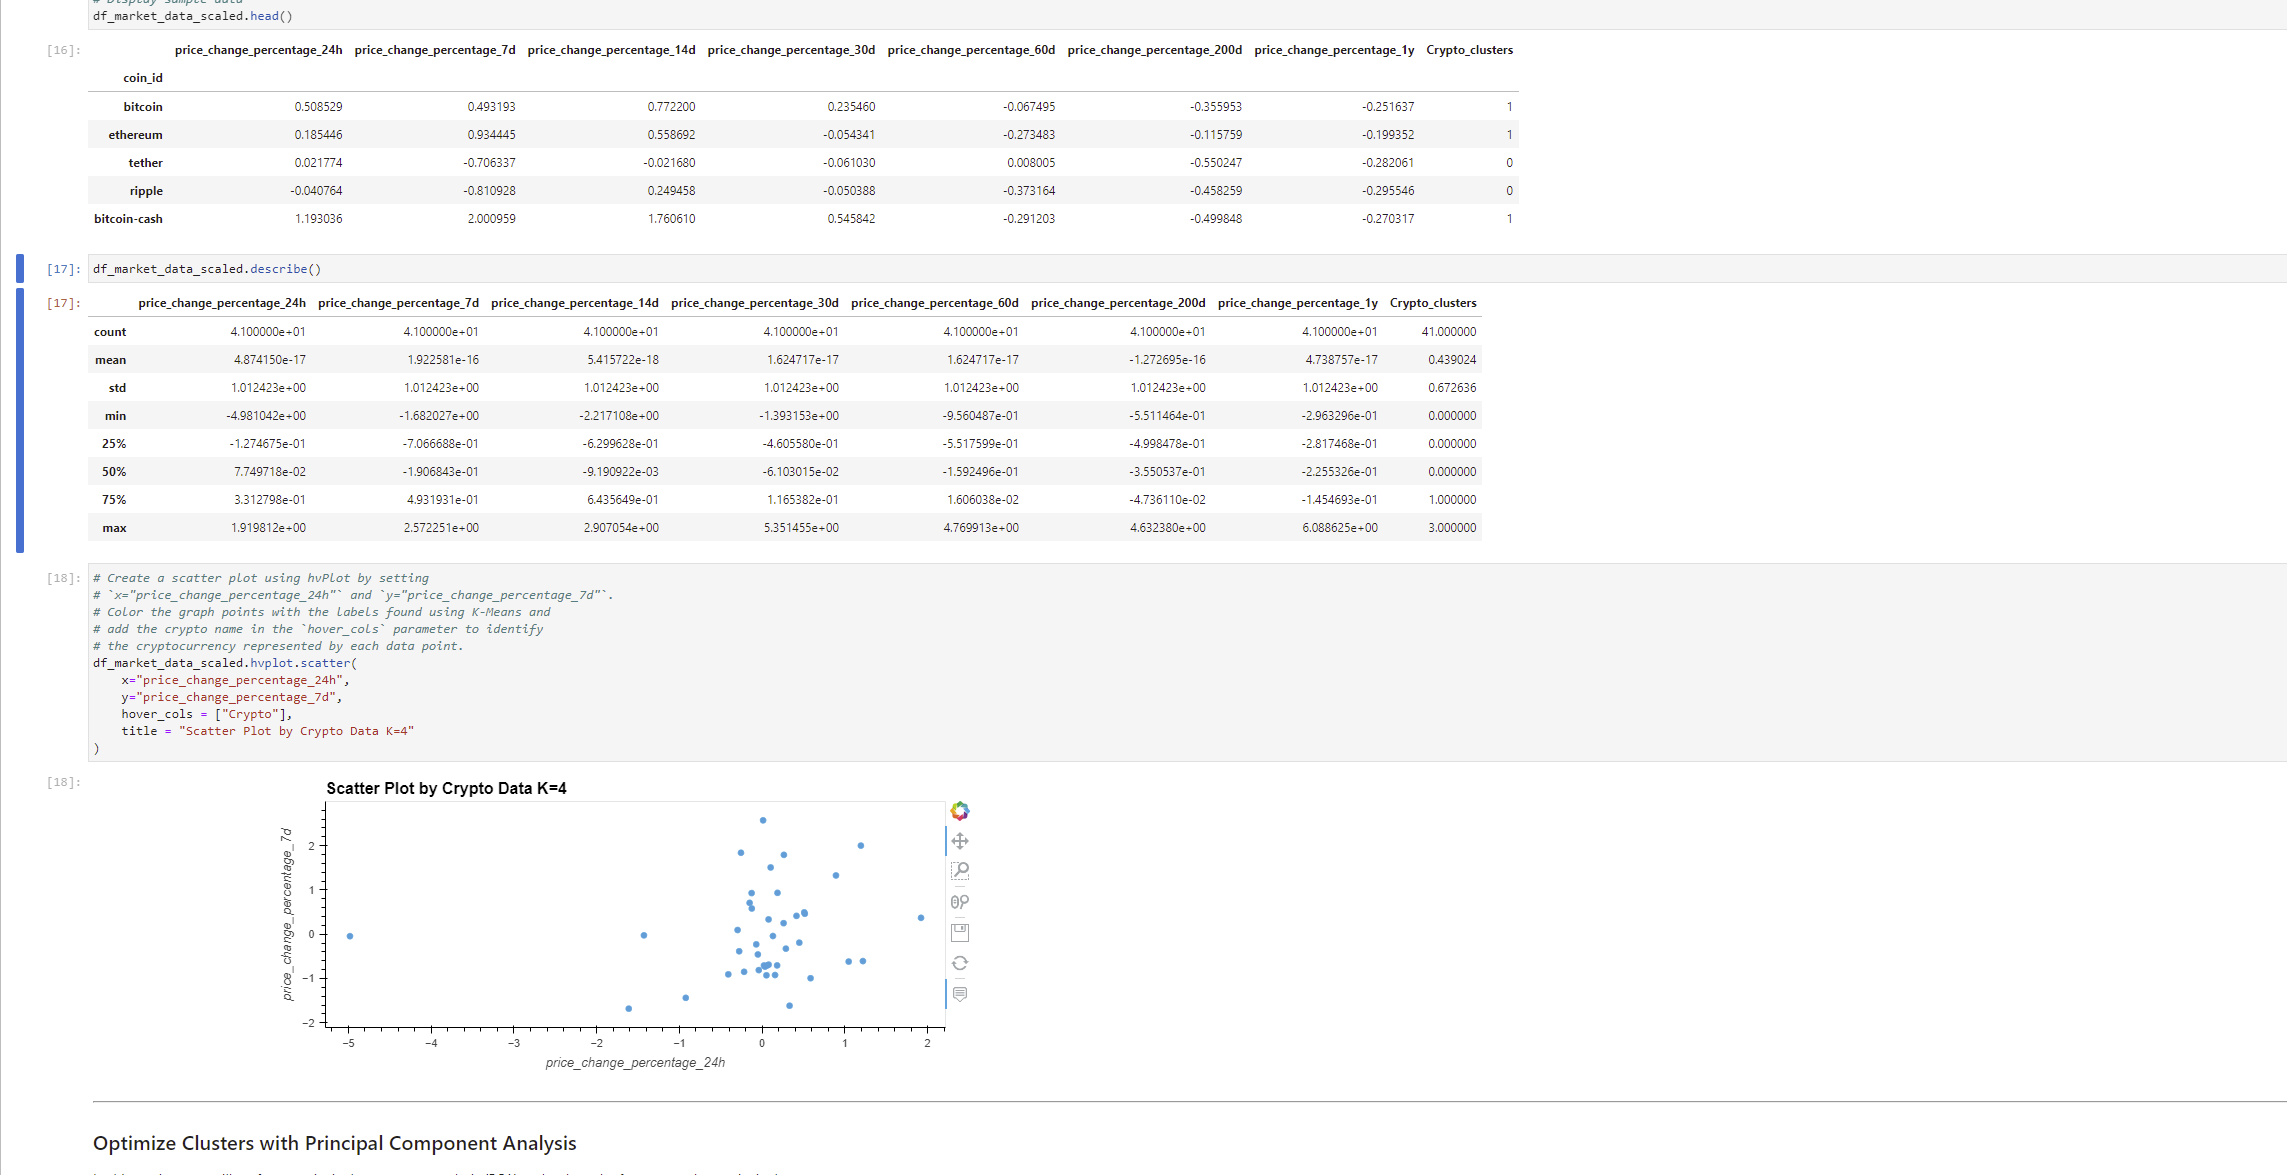 # Display sample data
df_market_data_scaled.head()
[16]:
price_change_percentage_24h price_change_percentage_7d price_change_percentage_14d price_change_percentage_30d price_change_percentage_60d price_change_percentage_200d price_change_percentage_1y Crypto_clusters
coin_id
bitcoin 0.508529 0.493193 0.772200 0.235460 -0.067495 -0.355953 -0.251637 1
ethereum 0.185446 0.934445 0.558692 -0.054341 -0.273483 -0.115759 -0.199352 1
tether 0.021774 -0.706337 -0.021680 -0.061030 0.008005 -0.550247 -0.282061 0
ripple -0.040764 -0.810928 0.249458 -0.050388 -0.373164 -0.458259 -0.295546 0
bitcoin-cash 1.193036 2.000959 1.760610 0.545842 -0.291203 -0.499848 -0.270317 1
[17]: df_market_data_scaled.describe()
[17]:
price_change_percentage_24h price_change_percentage_7d price_change_percentage_14d price_change_percentage_30d price_change_percentage_60d price_change_percentage_200d price_change_percentage_1y Crypto_clusters
count 4.100000e+01 4.100000e+01 4.100000e+01 4.100000e+01 4.100000e+01 4.100000e+01 4.100000e+01 41.000000
mean 4.874150e-17 1.922581e-16 5.415722e-18 1.624717e-17 1.624717e-17 -1.272695e-16 4.738757e-17 0.439024
std 1.012423e+00 1.012423e+00 1.012423e+00 1.012423e+00 1.012423e+00 1.012423e+00 1.012423e+00 0.672636
min -4.981042e+00 -1.682027e+00 -2.217108e+00 -1.393153e+00 -9.560487e-01 -5.511464e-01 -2.963296e-01 0.000000
25% -1.274675e-01 -7.066688e-01 -6.299628e-01 -4.605580e-01 -5.517599e-01 -4.998478e-01 -2.817468e-01 0.000000
50% 7.749718e-02 -1.906843e-01 -9.190922e-03 -6.103015e-02 -1.592496e-01 -3.550537e-01 -2.255326e-01 0.000000
75% 3.312798e-01 4.931931e-01 6.435649e-01 1.165382e-01 1.606038e-02 -4.736110e-02 -1.454693e-01 1.000000
max 1.919812e+00 2.572251e+00 2.907054e+00 5.351455e+00 4.769913e+00 4.632380e+00 6.088625e+00 3.000000
[18]: # Create a scatter plot using hvPlot by setting
# `x="price_change_percentage_24h"` and `y="price_change_percentage_7d"`.
# Color the graph points with the labels found using K-Means and
# add the crypto name in the `hover_cols` parameter to identify
# the cryptocurrency represented by each data point.
df_market_data_scaled.hvplot.scatter(
x="price_change_percentage_24h",
y="price_change_percentage_7d",
hover_cols = ["Crypto"],
title = "Scatter Plot by Crypto Data K=4"
)
[18]:
Scatter Plot by Crypto Data K=4
price_change_percentage_7d
2
1
0
−1
−2
−5 −4 −3 −2 −1 0 1 2
price_change_percentage_24h
Optimize Clusters with Principal Component Analysis